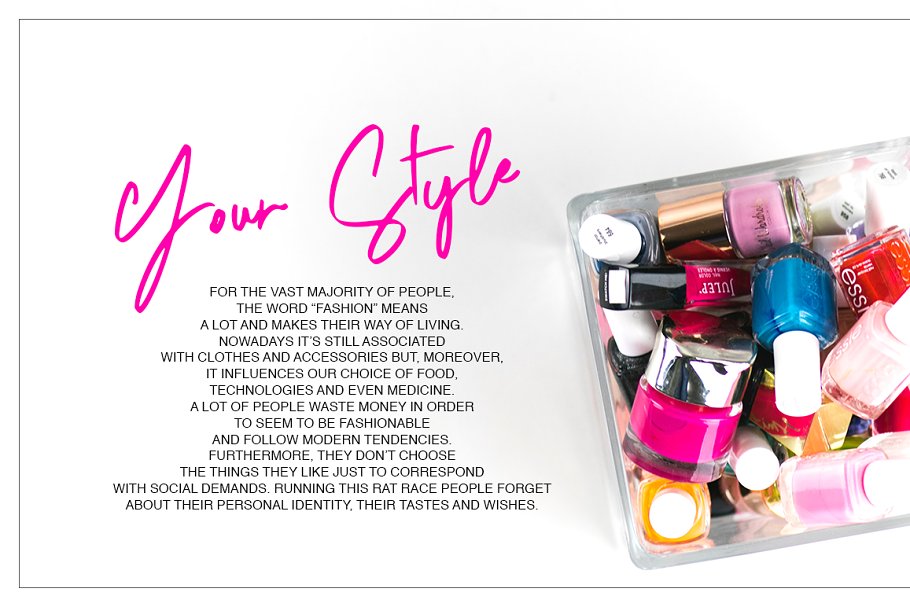 Your Style
FOR THE VAST MAJORITY OF PEOPLE,
THE WORD “FASHION” MEANS
A LOT AND MAKES THEIR WAY OF LIVING.
NOWADAYS IT’S STILL ASSOCIATED
WITH CLOTHES AND ACCESSORIES BUT, MOREOVER,
IT INFLUENCES OUR CHOICE OF FOOD,
TECHNOLOGIES AND EVEN MEDICINE.
A LOT OF PEOPLE WASTE MONEY IN ORDER
TO SEEM TO BE FASHIONABLE
AND FOLLOW MODERN TENDENCIES.
FURTHERMORE, THEY DON’T CHOOSE
THE THINGS THEY LIKE JUST TO CORRESPOND
WITH SOCIAL DEMANDS. RUNNING THIS RAT RACE PEOPLE FORGET
ABOUT THEIR PERSONAL IDENTITY, THEIR TASTES AND WISHES.
JULEP
essi